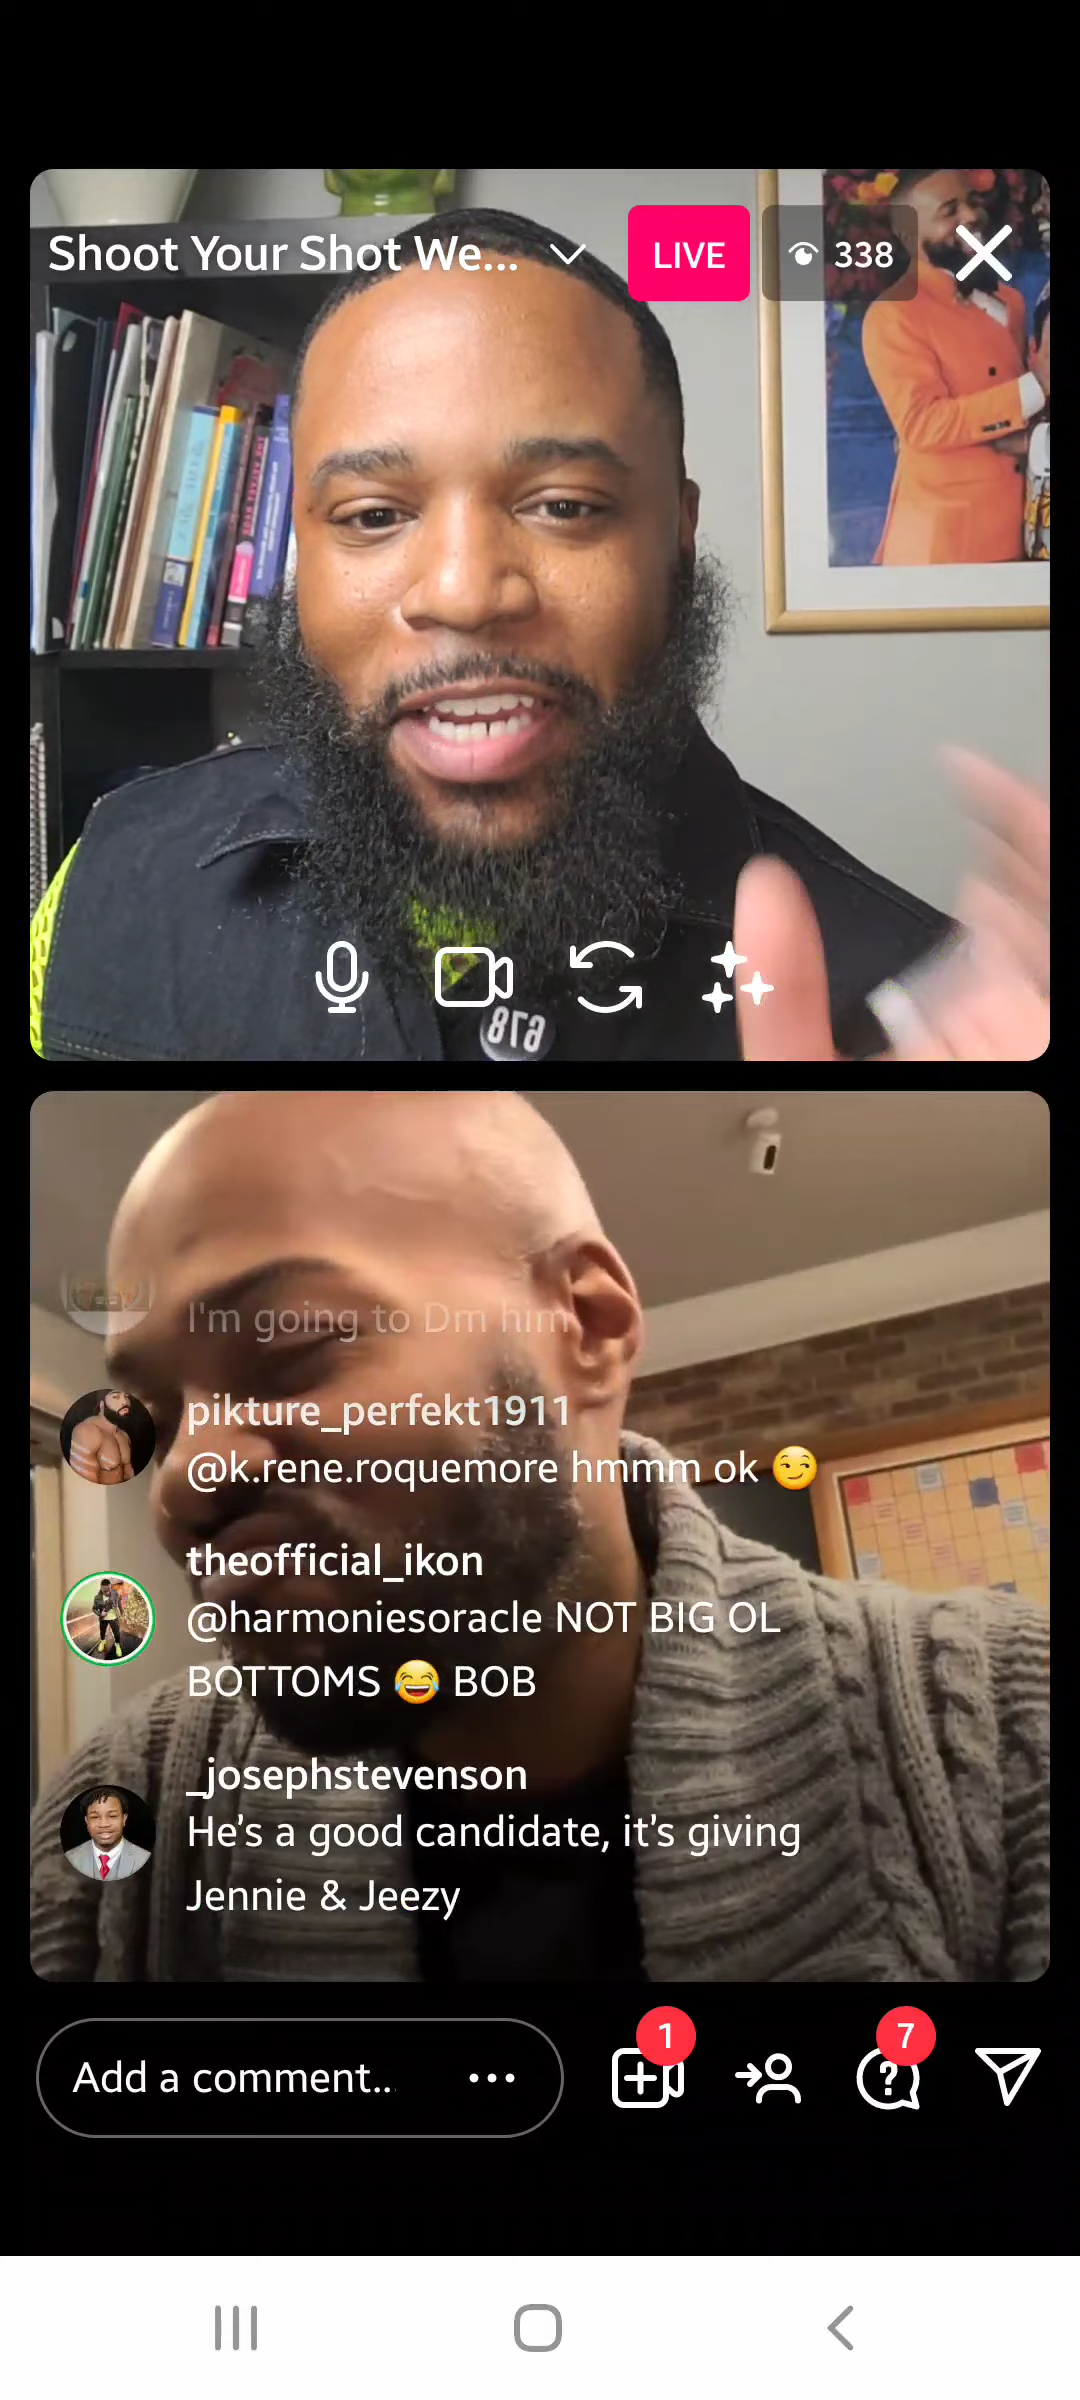 Shoot Your Shot We...
LIVE
338
678
I'm going to Dm him
pikture_perfekt1911
@k.rene.roquemore hmmm ok 😏
theofficial_ikon
@harmoniesoracle NOT BIG OL
BOTTOMS 😂 BOB
_josephstevenson
He's a good candidate, it's giving
Jennie & Jeezy
1
7
Add a comment...